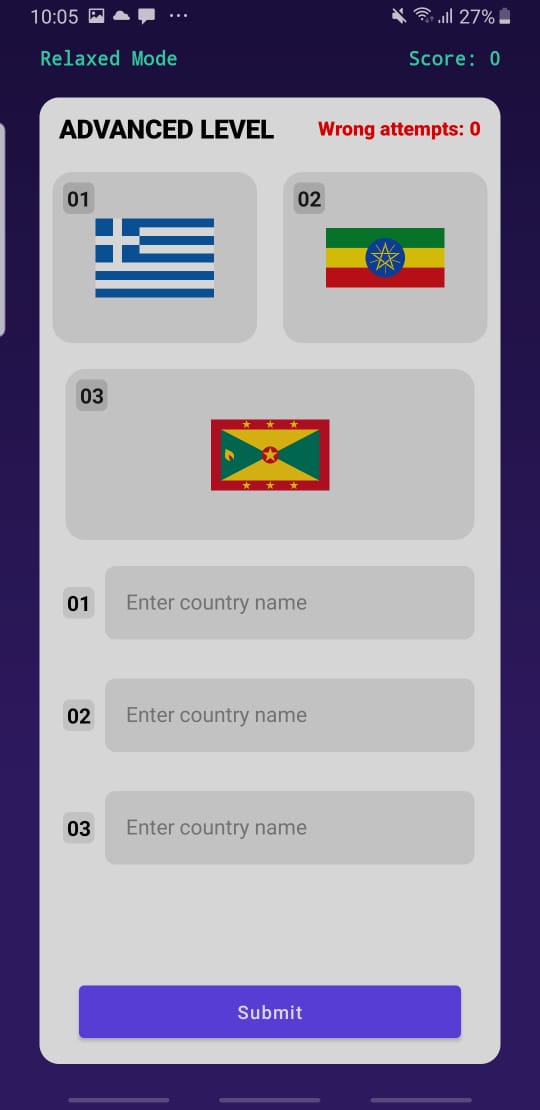 10:05 27%
Relaxed Mode Score: 0
ADVANCED LEVEL Wrong attempts: 0
01 02
03
01 Enter country name
02 Enter country name
03 Enter country name
Submit